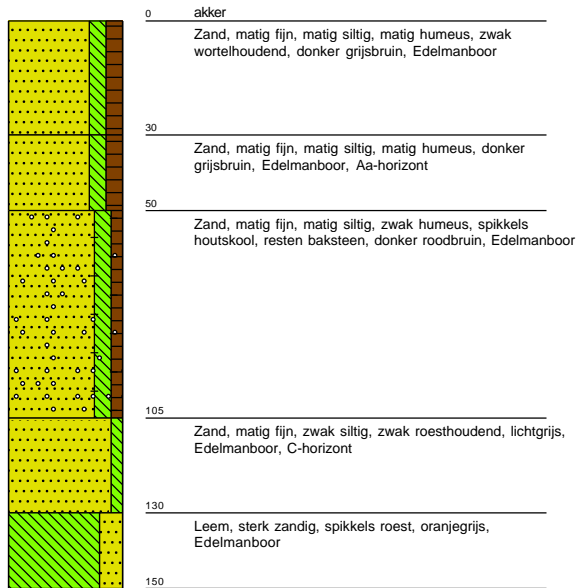 0
akker
Zand, matig fijn, matig siltig, matig humeus, zwak
wortelhoudend, donker grijsbruin, Edelmanboor
30
Zand, matig fijn, matig siltig, matig humeus, donker
grijsbruin, Edelmanboor, Aa-horizont
50
Zand, matig fijn, matig siltig, zwak humeus, spikkels
houtskool, resten baksteen, donker roodbruin, Edelmanboor
105
Zand, matig fijn, zwak siltig, zwak roesthoudend, lichtgrijs,
Edelmanboor, C-horizont
130
Leem, sterk zandig, spikkels roest, oranjegrijs,
Edelmanboor
150